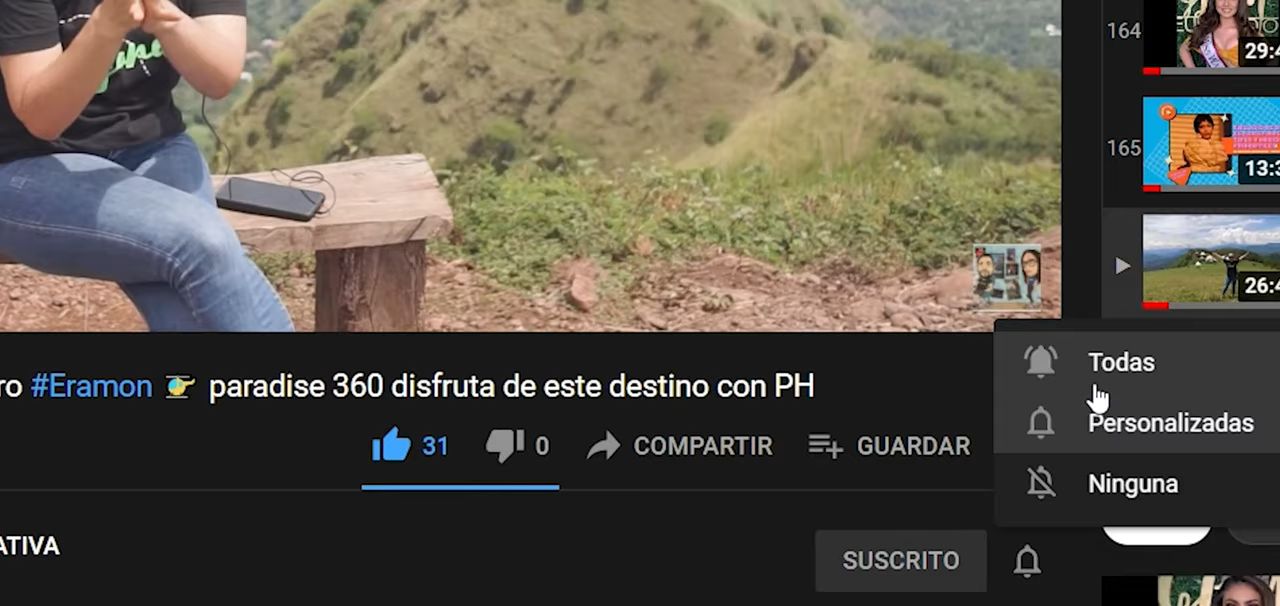 164
29:4
165
13:3
26:4
Todas
Personalizadas
Ninguna
ro #Eramon paradise 360 disfruta de este destino con PH
31 0 COMPARTIR GUARDAR
ATIVA
SUSCRITO